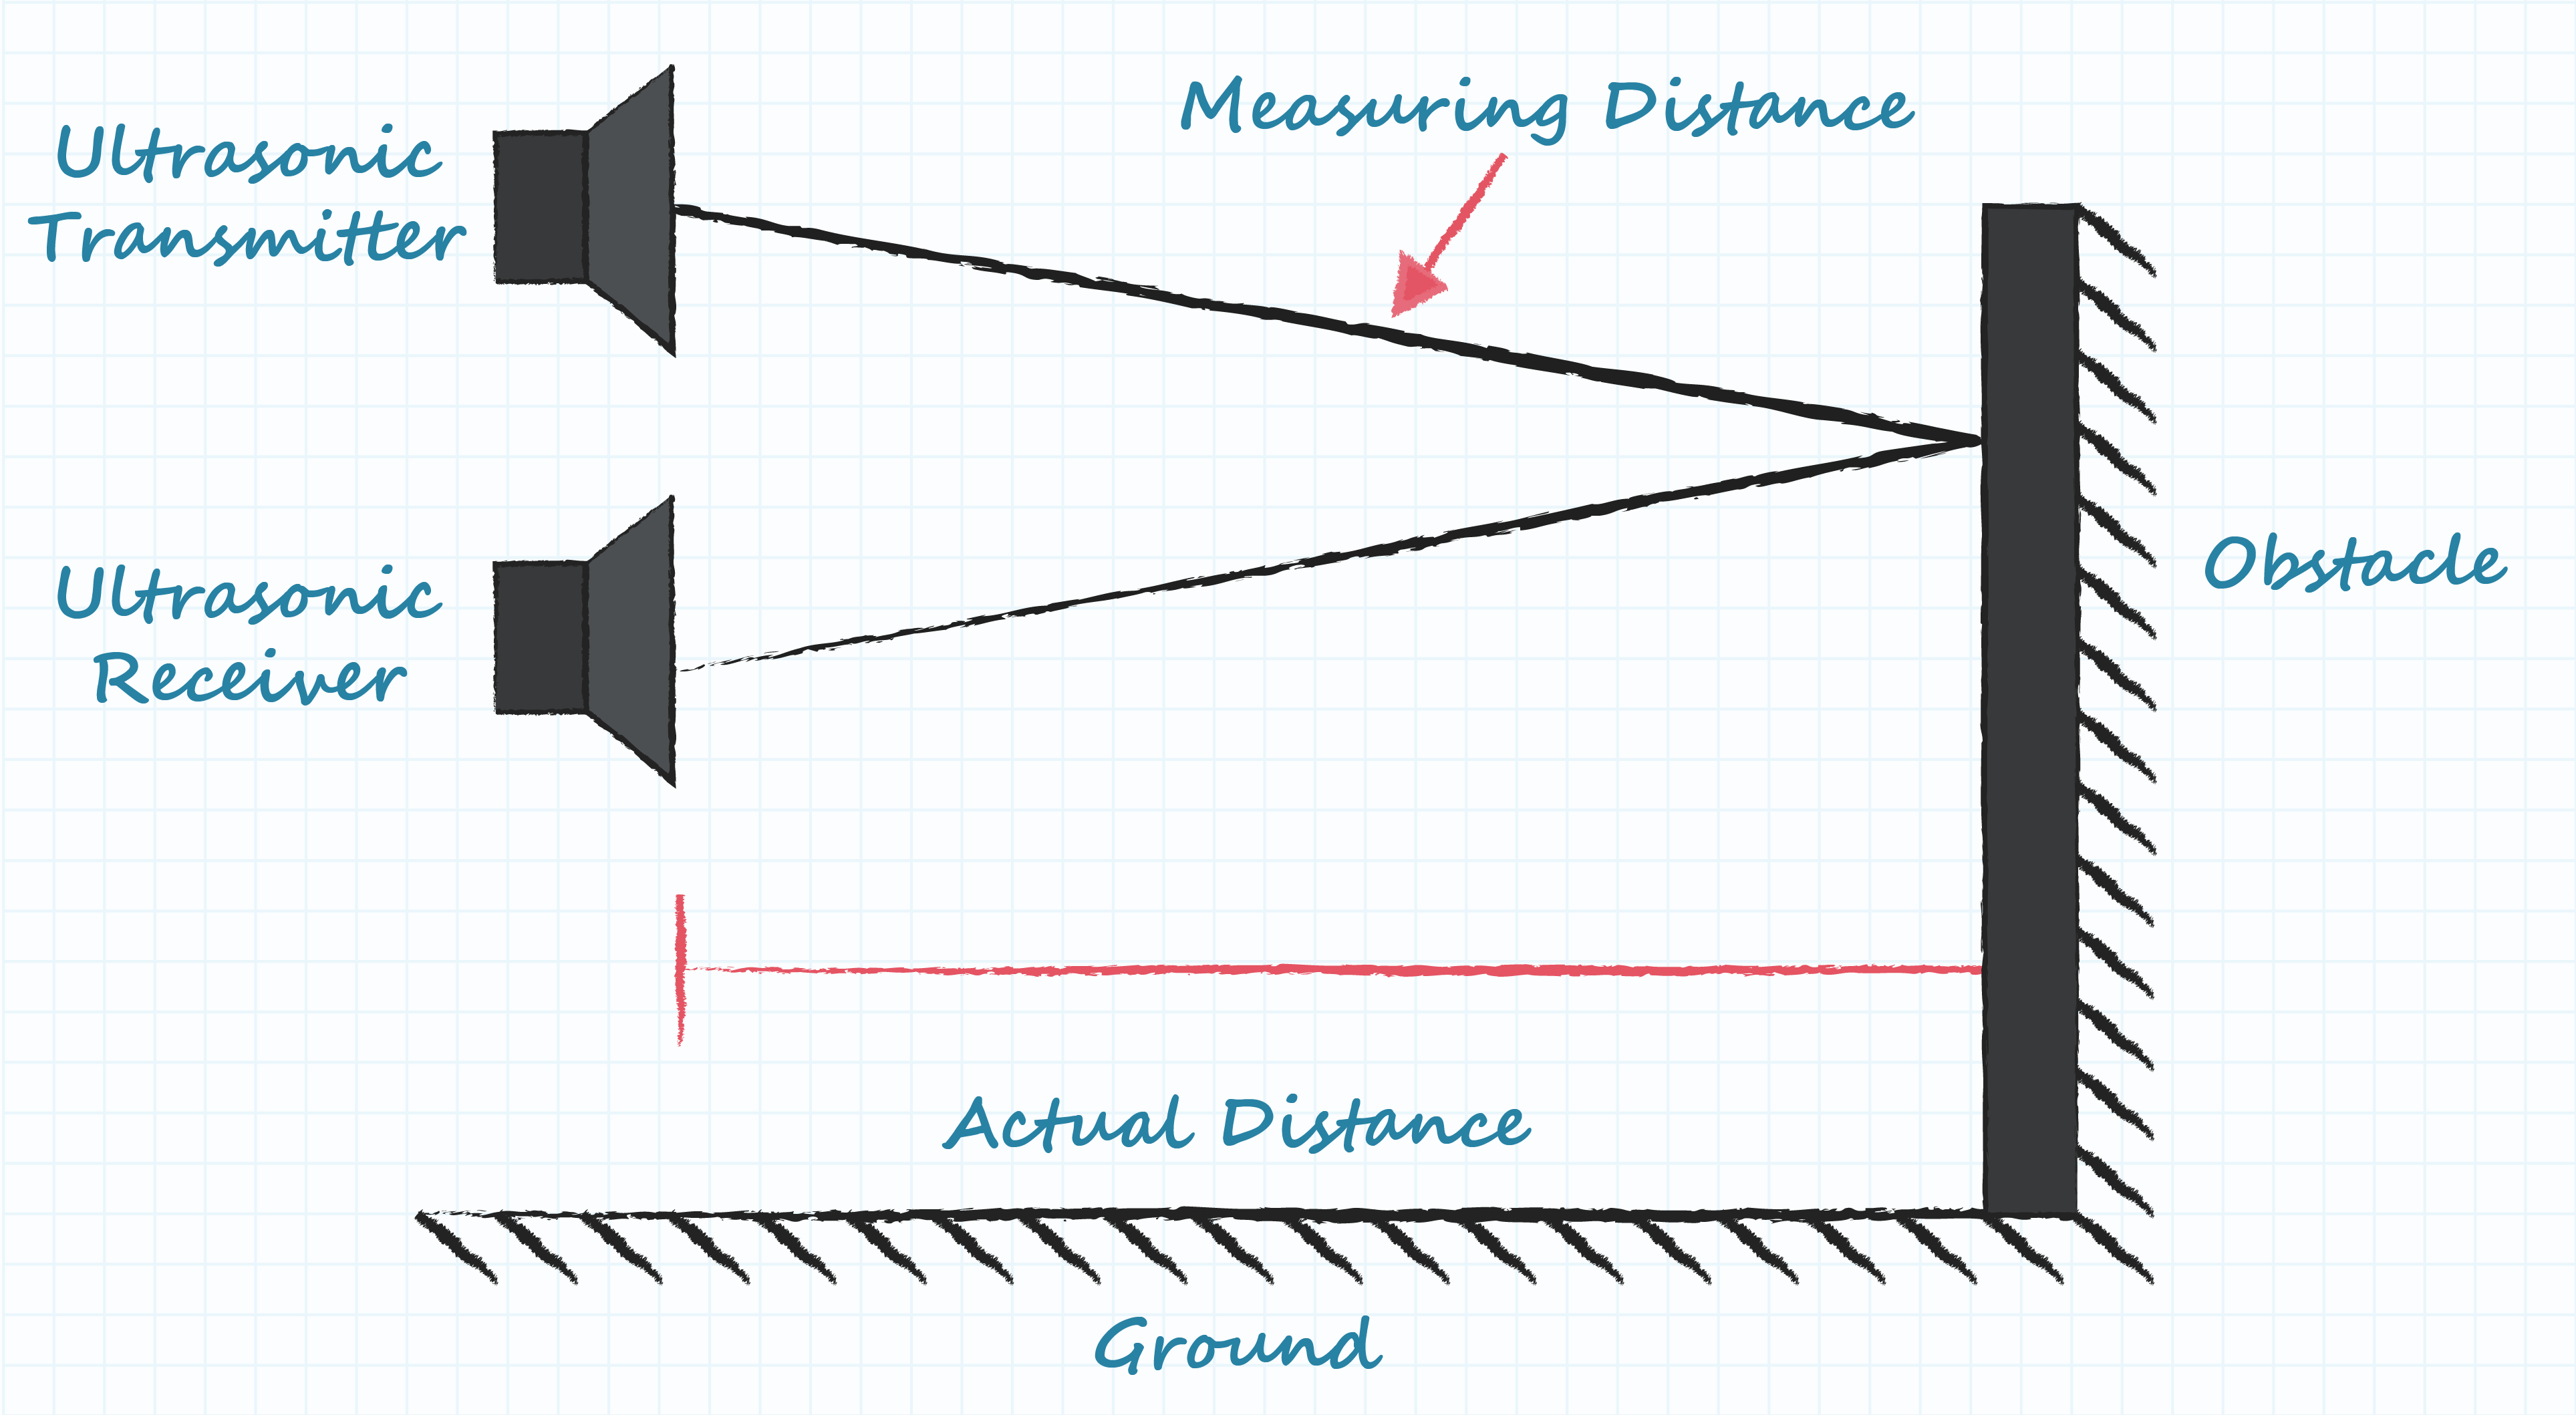 Measuring Distance
Ultrasonic
Transmitter
Ultrasonic
Receiver
Obstacle
Actual Distance
Ground